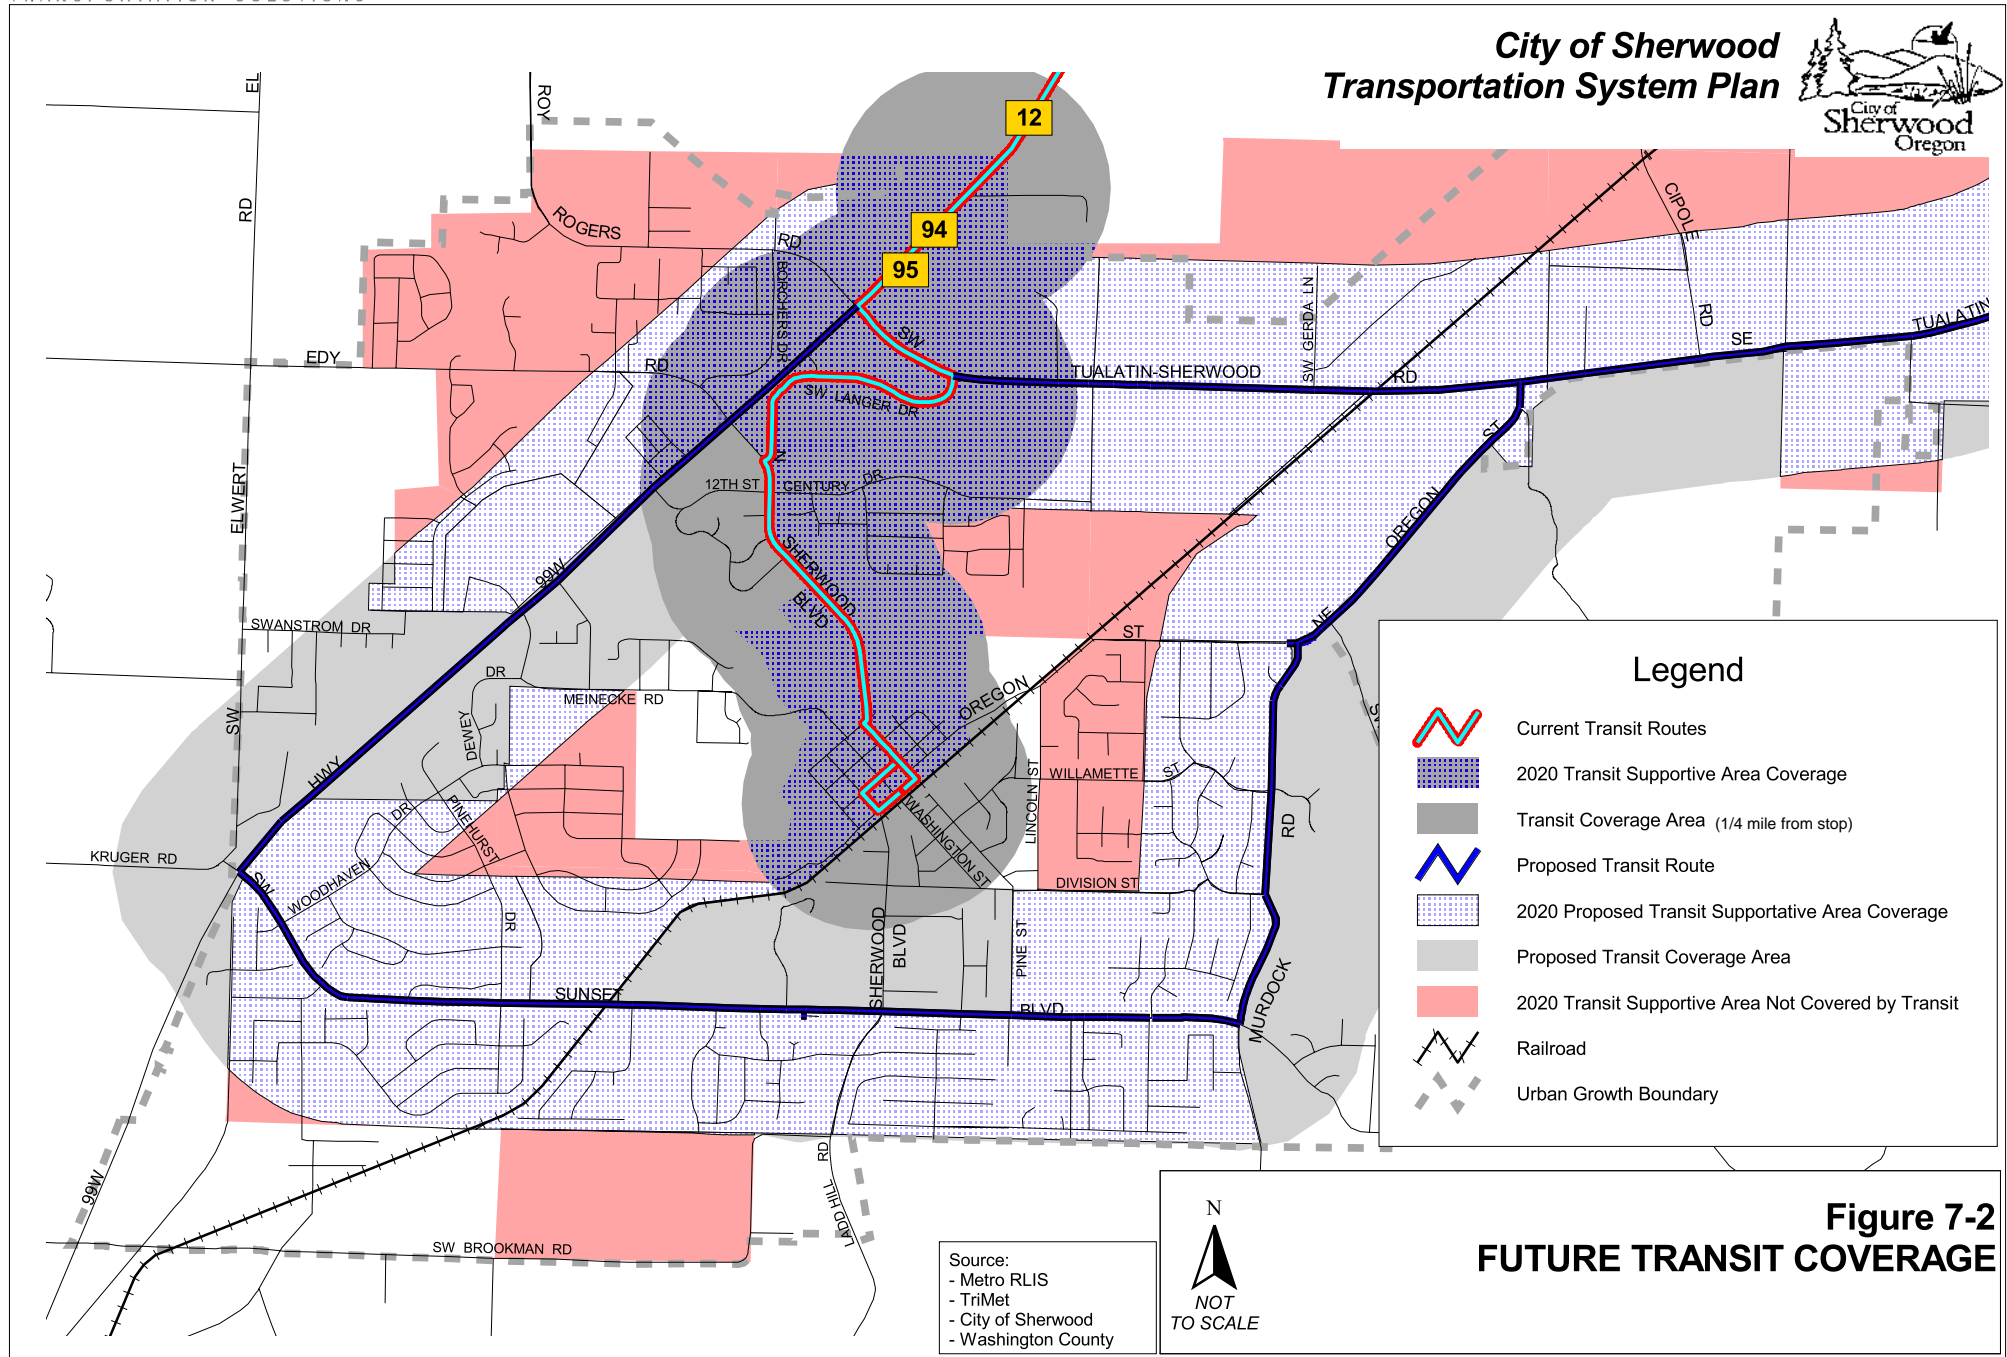 City of Sherwood
Transportation System Plan
City of
Sherwood
Oregon
12
94
95
EL
RD
ROY
ROGERS
RD
BORCHERS DR
EDY
RD
SW
SW LANGER DR
TUALATIN-SHERWOOD
RD
SW GERDA LN
CIPOLE
RD
SE
TUALATIN
ELWERT
SW
N
12TH ST
CENTURY
DR
SHERWOOD
BLVD
99W
HWY
SWANSTROM DR
DR
DEWEY
MEINECKE RD
OREGON
ST
NE
OREGON
ST
WILLAMETTE
ST
LINCOLN ST
WASHINGTON ST
DIVISION ST
RD
MURDOCK
KRUGER RD
SW
WOODHAVEN
DR
PINEHURST
DR
SUNSET
BLVD
SHERWOOD
BLVD
PINE ST
LADD HILL
RD
99W
SW BROOKMAN RD
Legend
Current Transit Routes
2020 Transit Supportive Area Coverage
Transit Coverage Area (1/4 mile from stop)
Proposed Transit Route
2020 Proposed Transit Supportative Area Coverage
Proposed Transit Coverage Area
2020 Transit Supportive Area Not Covered by Transit
Railroad
Urban Growth Boundary
Source:
- Metro RLIS
- TriMet
- City of Sherwood
- Washington County
N
NOT
TO SCALE
Figure 7-2
FUTURE TRANSIT COVERAGE